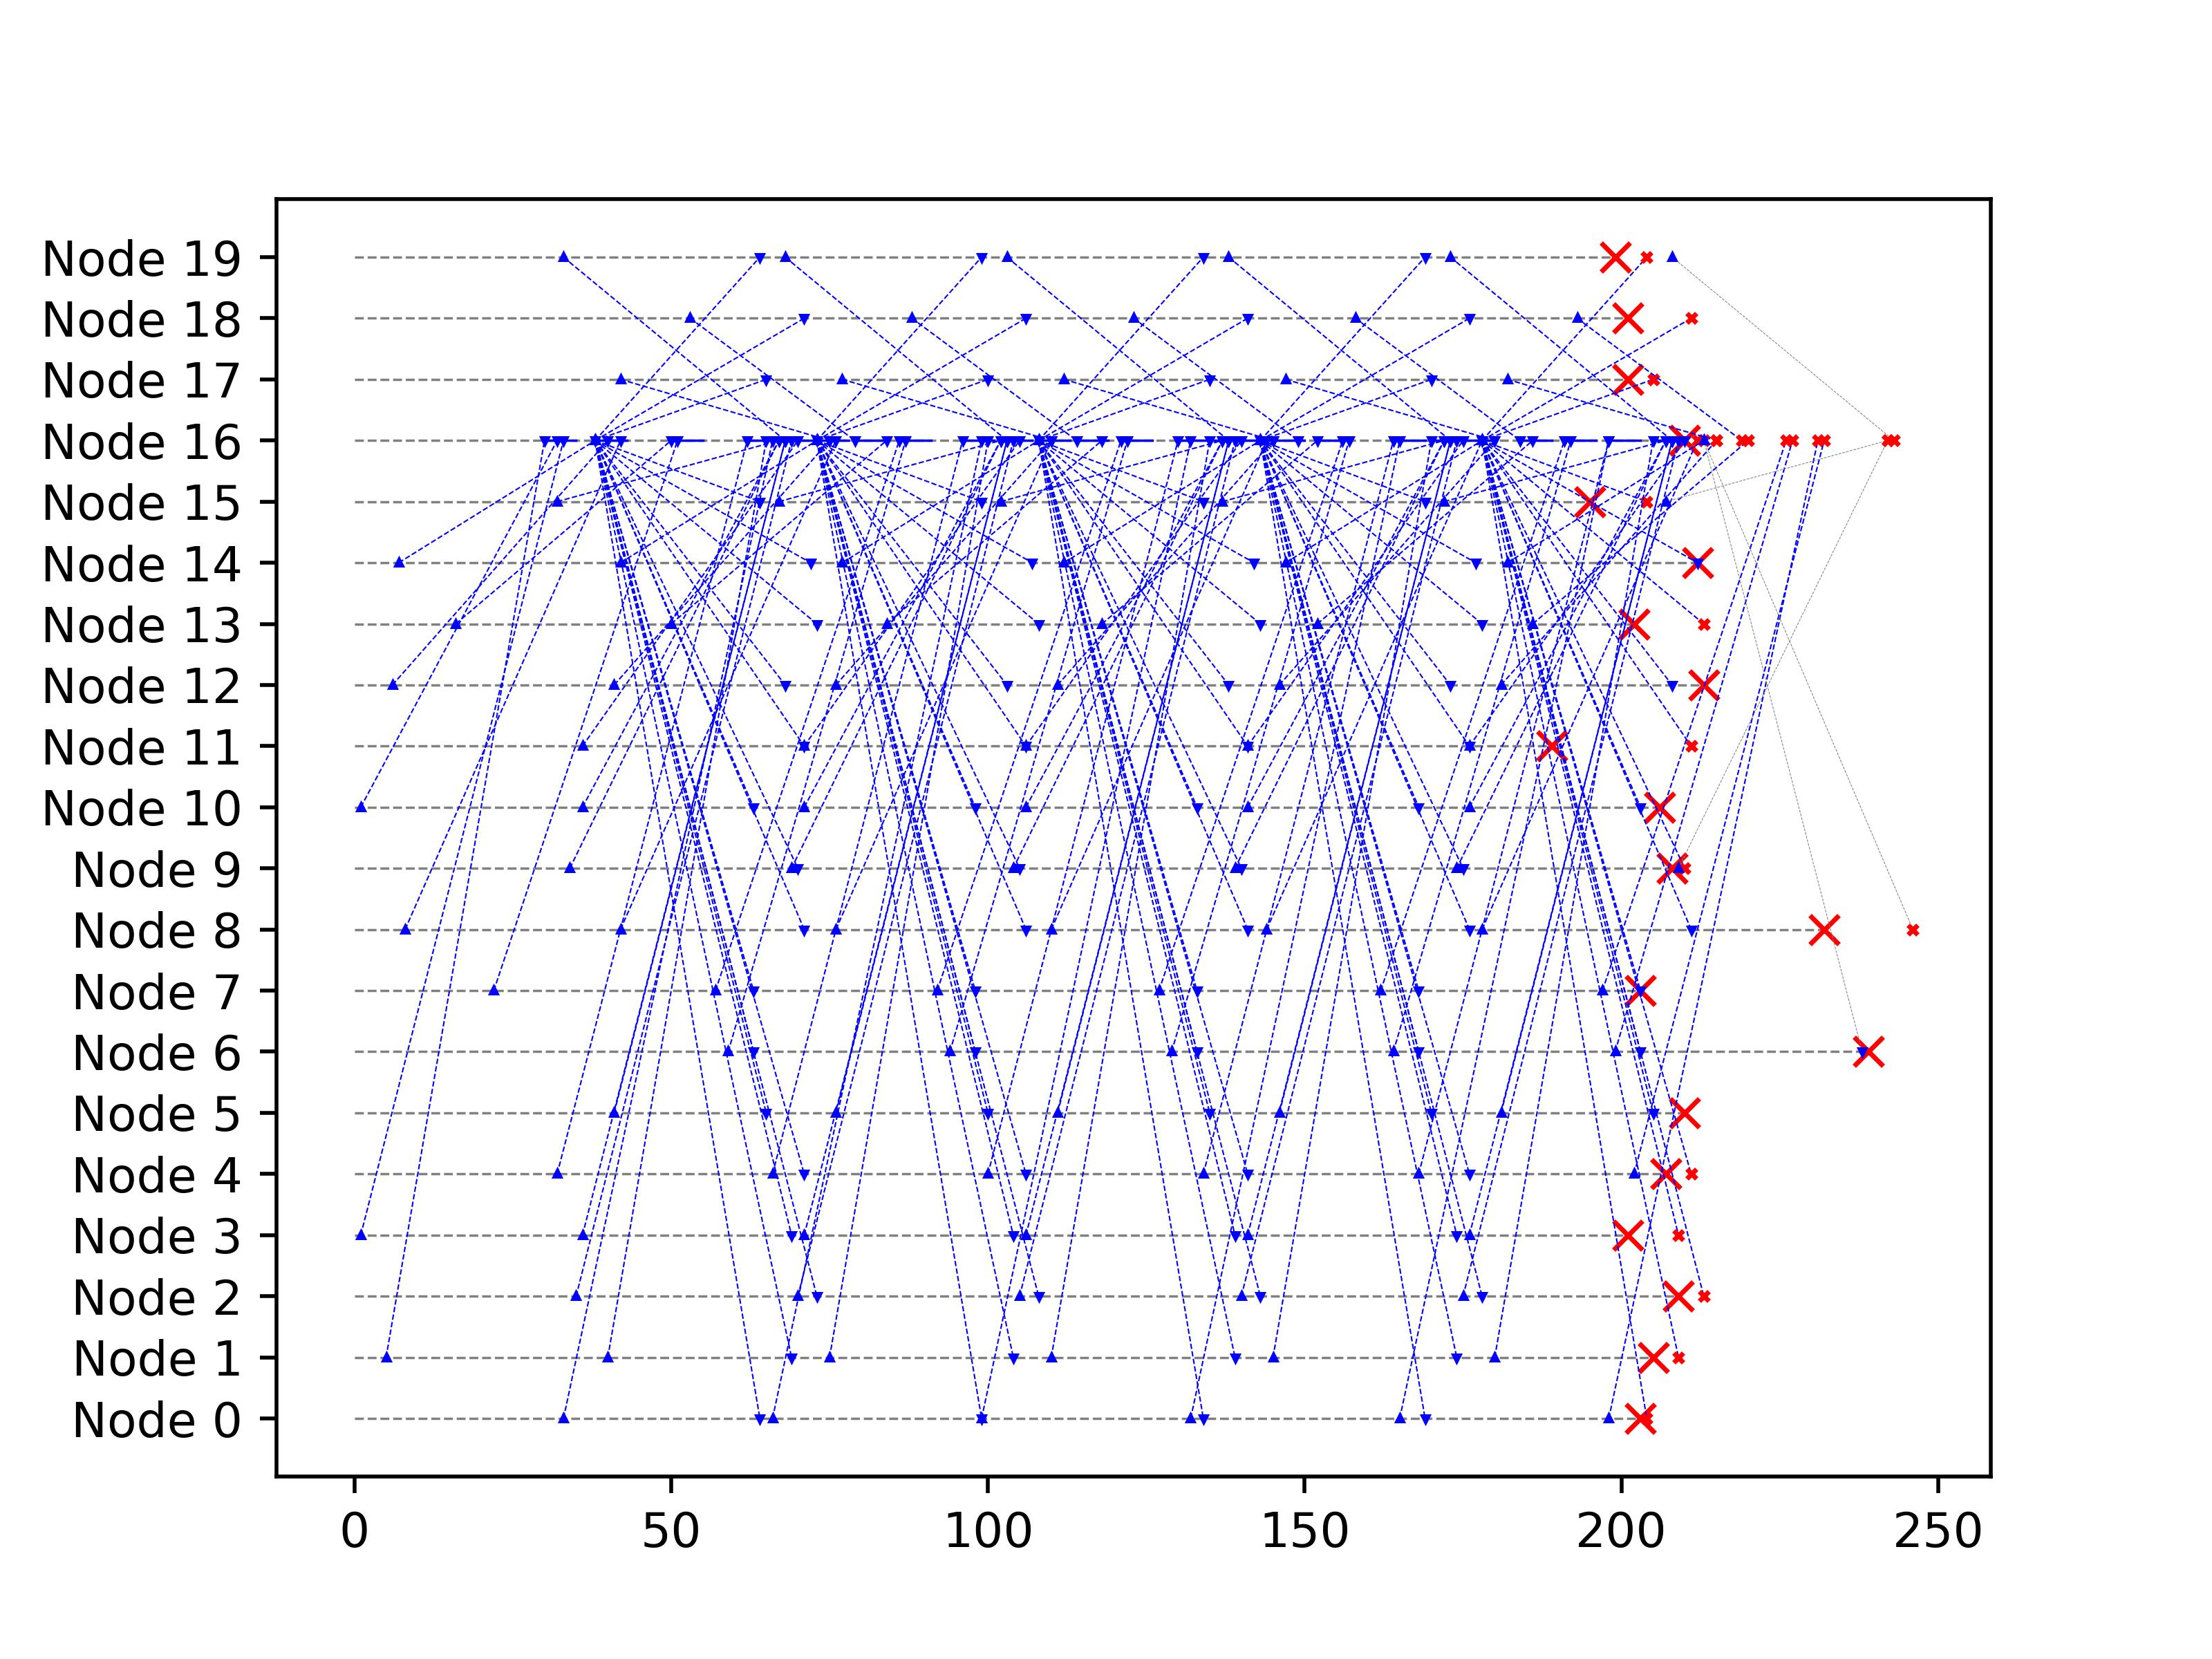 Node 19
Node 18
Node 17
Node 16
Node 15
Node 14
Node 13
Node 12
Node 11
Node 10
Node 9
Node 8
Node 7
Node 6
Node 5
Node 4
Node 3
Node 2
Node 1
Node 0
0 50 100 150 200 250